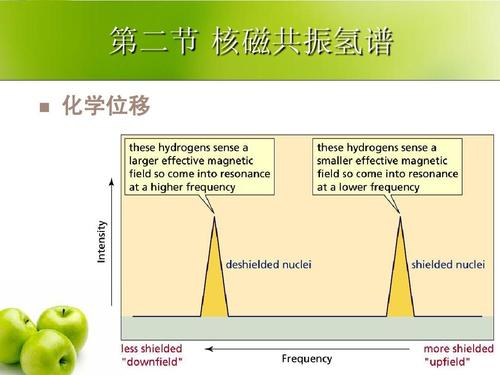 第二节 核磁共振氢谱
化学位移
these hydrogens sense a
larger effective magnetic
field so come into resonance
at a higher frequency
these hydrogens sense a
smaller effective magnetic
field so come into resonance
at a lower frequency
Intensity
deshielded nuclei
shielded nuclei
less shielded
"downfield"
Frequency
more shielded
"upfield"